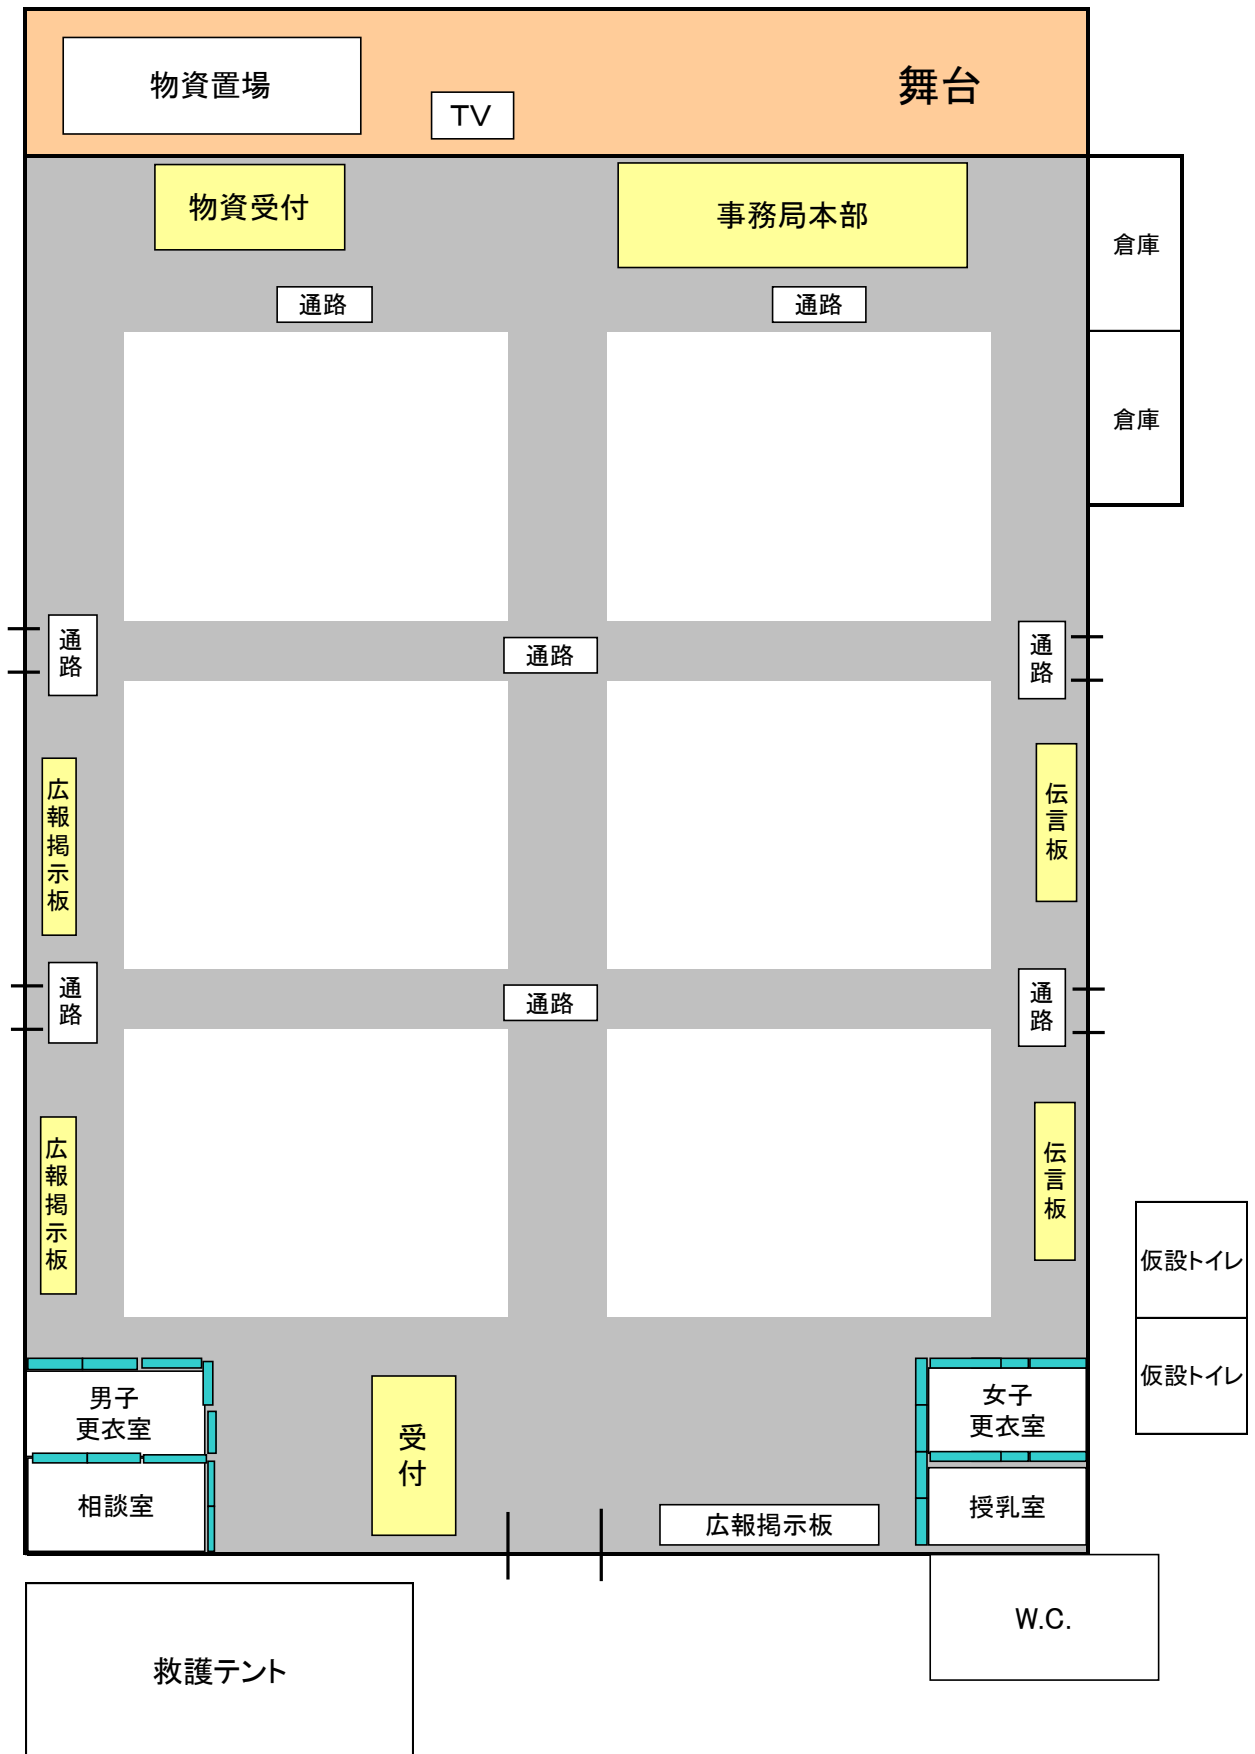 物資置場
TV
舞台
物資受付
事務局本部
倉庫
通路
通路
倉庫
通路
通路
通路
広報掲示板
伝言板
通路
通路
通路
広報掲示板
伝言板
仮設トイレ
仮設トイレ
男子
更衣室
女子
更衣室
受付
相談室
授乳室
広報掲示板
W.C.
救護テント